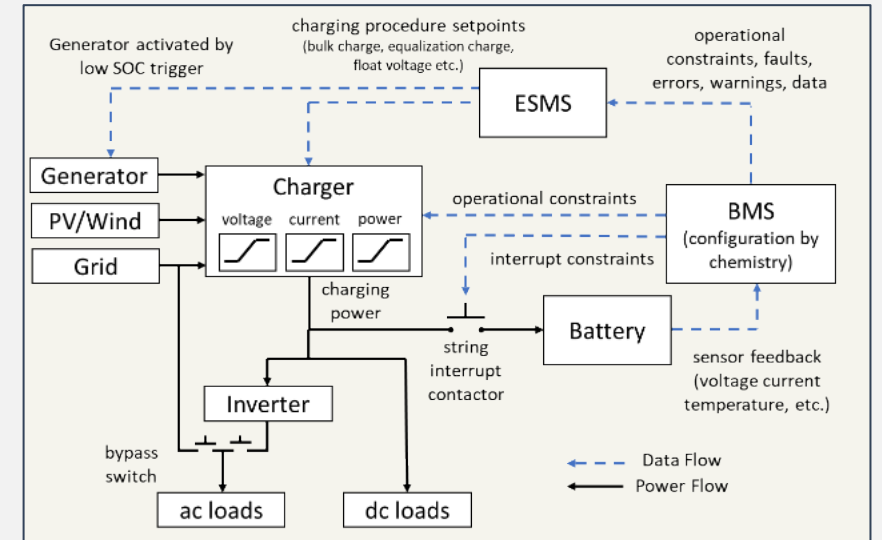 charging procedure setpoints
(bulk charge, equalization charge,
float voltage etc.)
Generator activated by
low SOC trigger
operational
constraints, faults,
errors, warnings, data
ESMS
Generator
PV/Wind
Grid
Charger
voltage current power
operational constraints
BMS
(configuration by
chemistry)
interrupt constraints
charging
power
string
interrupt
contactor
Battery
sensor feedback
(voltage current
temperature, etc.)
Inverter
bypass
switch
ac loads
dc loads
Data Flow
Power Flow